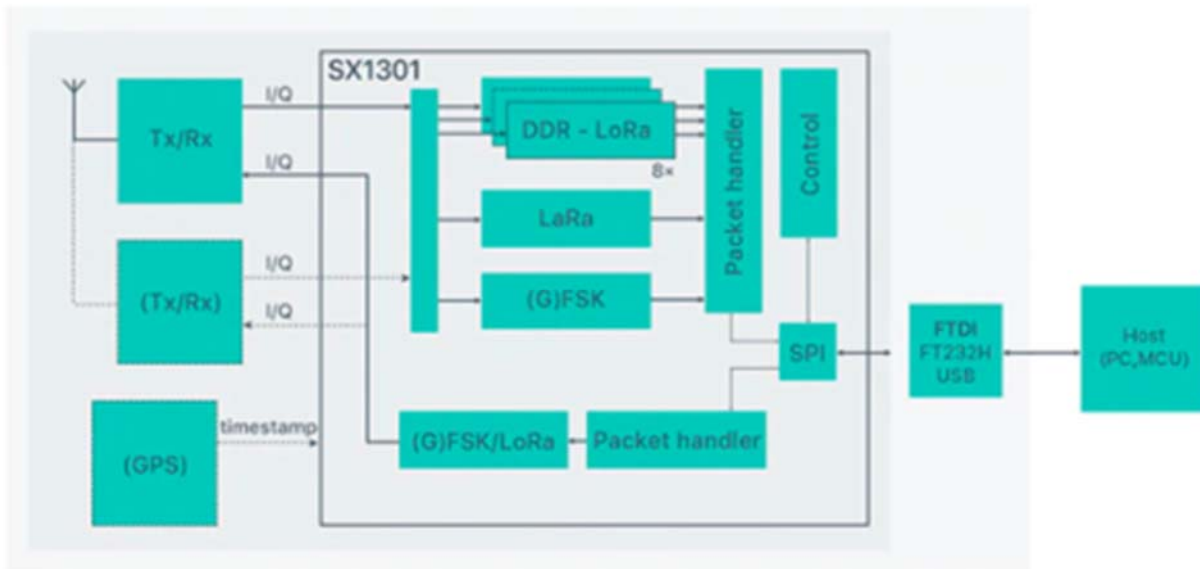 SX1301
I/Q
Tx/Rx
I/Q
DDR - LoRa
8×
LaRa
(G)FSK
Packet handler
Control
I/Q
(Tx/Rx)
I/Q
SPI
FTDI
FT232H
USB
Host
(PC,MCU)
(GPS)
timestamp
(G)FSK/LoRa
Packet handler